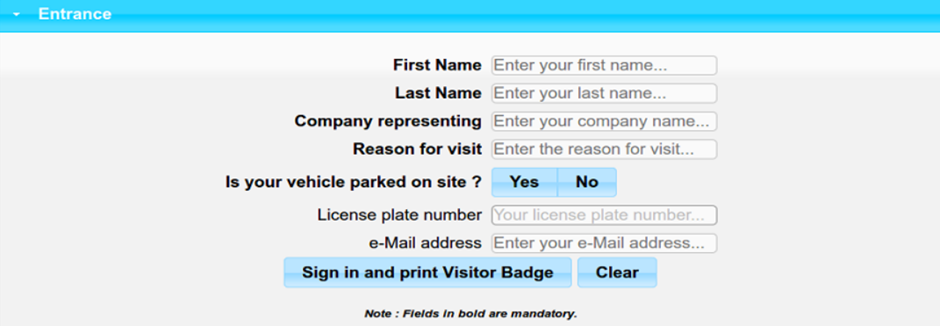 Entrance
First Name Enter your first name...
Last Name Enter your last name...
Company representing Enter your company name...
Reason for visit Enter the reason for visit...
Is your vehicle parked on site ? Yes No
License plate number Your license plate number...
e-Mail address Enter your e-Mail address...
Sign in and print Visitor Badge Clear
Note : Fields in bold are mandatory.